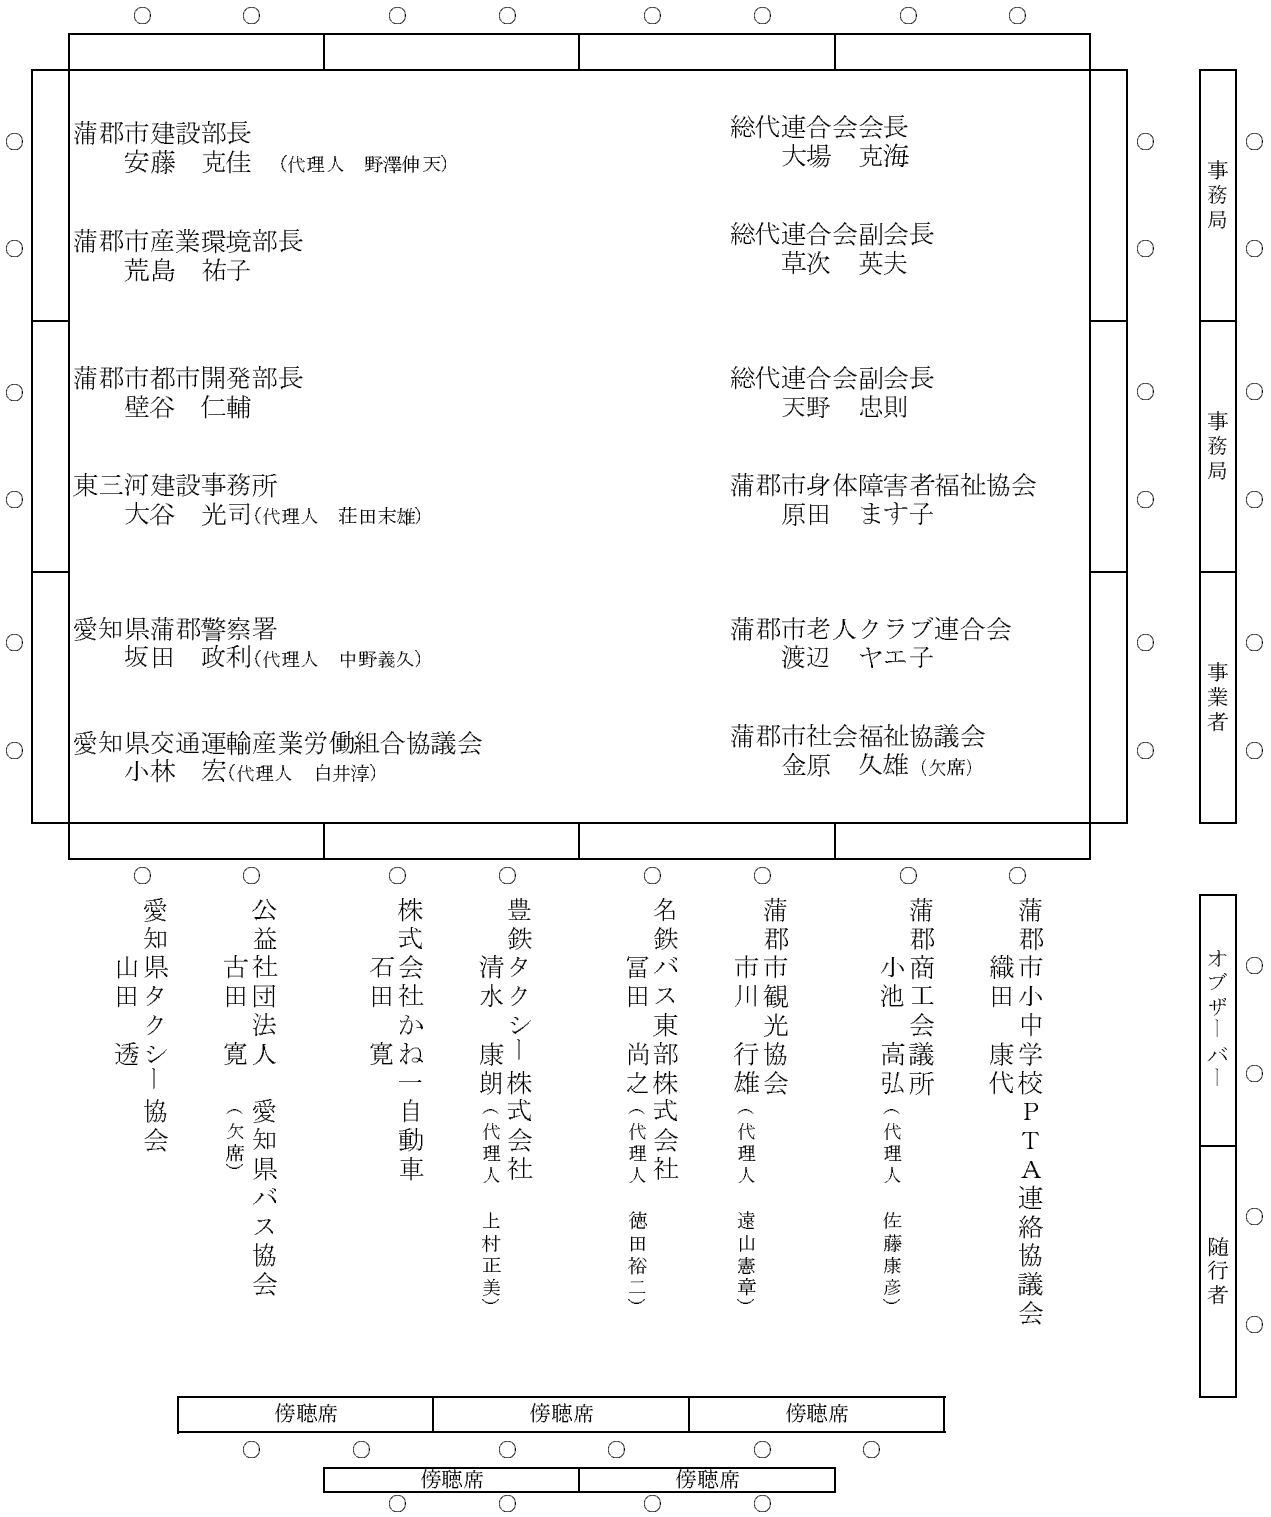 蒲郡市建設部長
安藤　克佳　（代理人　野澤伸天）
蒲郡市産業環境部長
荒島　祐子
蒲郡市都市開発部長
壁谷　仁輔
東三河建設事務所
大谷　光司（代理人　荘田末雄）
愛知県蒲郡警察署
坂田　政利（代理人　中野義久）
愛知県交通運輸産業労働組合協議会
小林　宏（代理人　白井淳）
総代連合会会長
大場　克海
総代連合会副会長
草次　英夫
総代連合会副会長
天野　忠則
蒲郡市身体障害者福祉協会
原田　ます子
蒲郡市老人クラブ連合会
渡辺　ヤエ子
蒲郡市社会福祉協議会
金原　久雄（欠席）
事務局
事務局
事業者
オブザーバー
随行者
蒲郡市小中学校ＰＴＡ連絡協議会
織田　康代
蒲郡商工会議所
小池　高弘（代理人　佐藤康彦）
蒲郡市観光協会
市川　行雄（代理人　遠山憲章）
名鉄バス東部株式会社
冨田　尚之（代理人　徳田裕二）
豊鉄タクシー株式会社
清水　康朗（代理人　上村正美）
株式会社かね一自動車
石田　寛
公益社団法人　愛知県バス協会
古田　寛　（欠席）
愛知県タクシー協会
山田　透
傍聴席
傍聴席
傍聴席
傍聴席
傍聴席